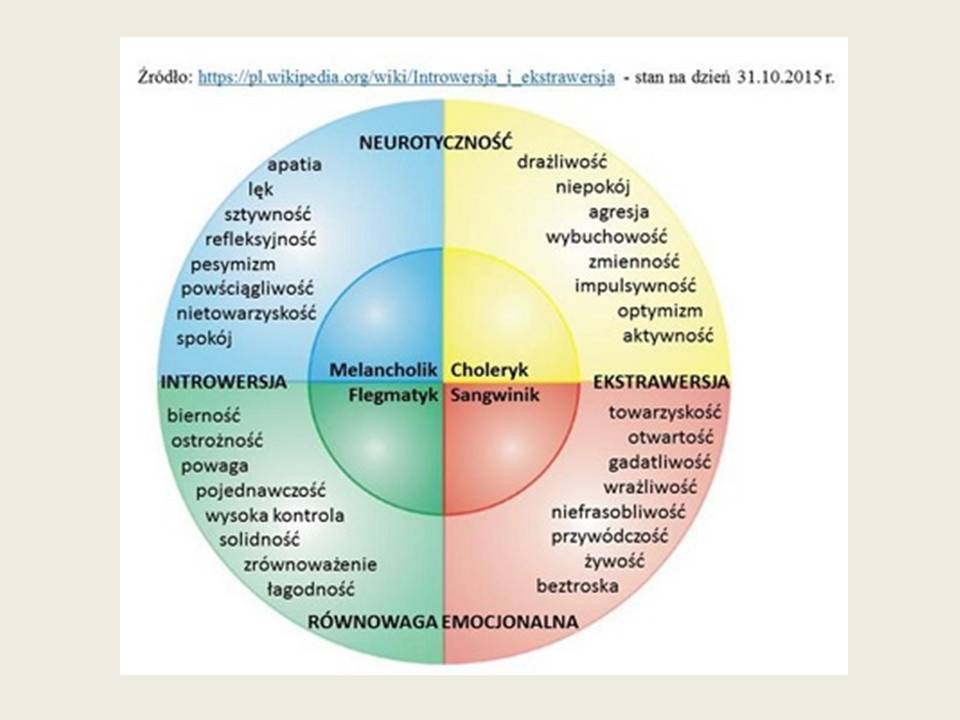 Źródło: https://pl.wikipedia.org/wiki/Introwersja_i_ekstrawersja - stan na dzień 31.10.2015 r.
NEUROTYCZNOŚĆ
apatia
lęk
sztywność
refleksyjność
pesymizm
powściągliwość
nietowarzyskość
spokój
drażliwość
niepokój
agresja
wybuchowość
zmienność
impulsywność
optymizm
aktywność
Melancholik
Choleryk
Flegmatyk
Sangwinik
INTROWERSJA
EKSTRAWERSJA
bierność
ostrożność
powaga
pojednawczość
wysoka kontrola
solidność
zrównoważenie
łagodność
towarzyskość
otwartość
gadatliwość
wrażliwość
niefrasobliwość
przywódczość
żywość
beztroska
RÓWNOWAGA EMOCJONALNA